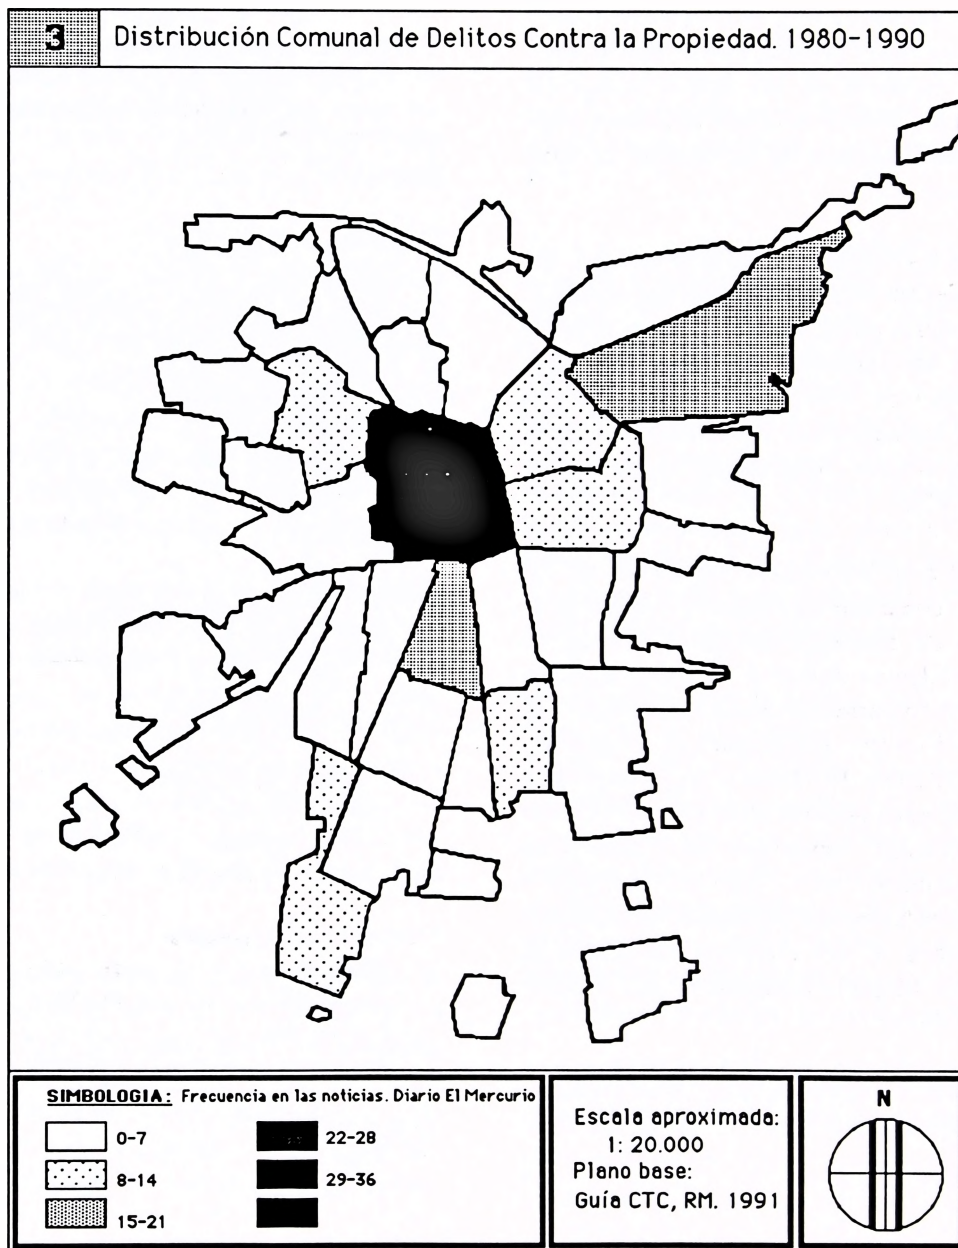 3 Distribución Comunal de Delitos Contra la Propiedad. 1980-1990
SIMBOLOGIA: Frecuencia en las noticias. Diario El Mercurio
0-7
22-28
8-14
29-36
15-21
Escala aproximada:
1: 20.000
Plano base:
Guía CTC, RM. 1991
N